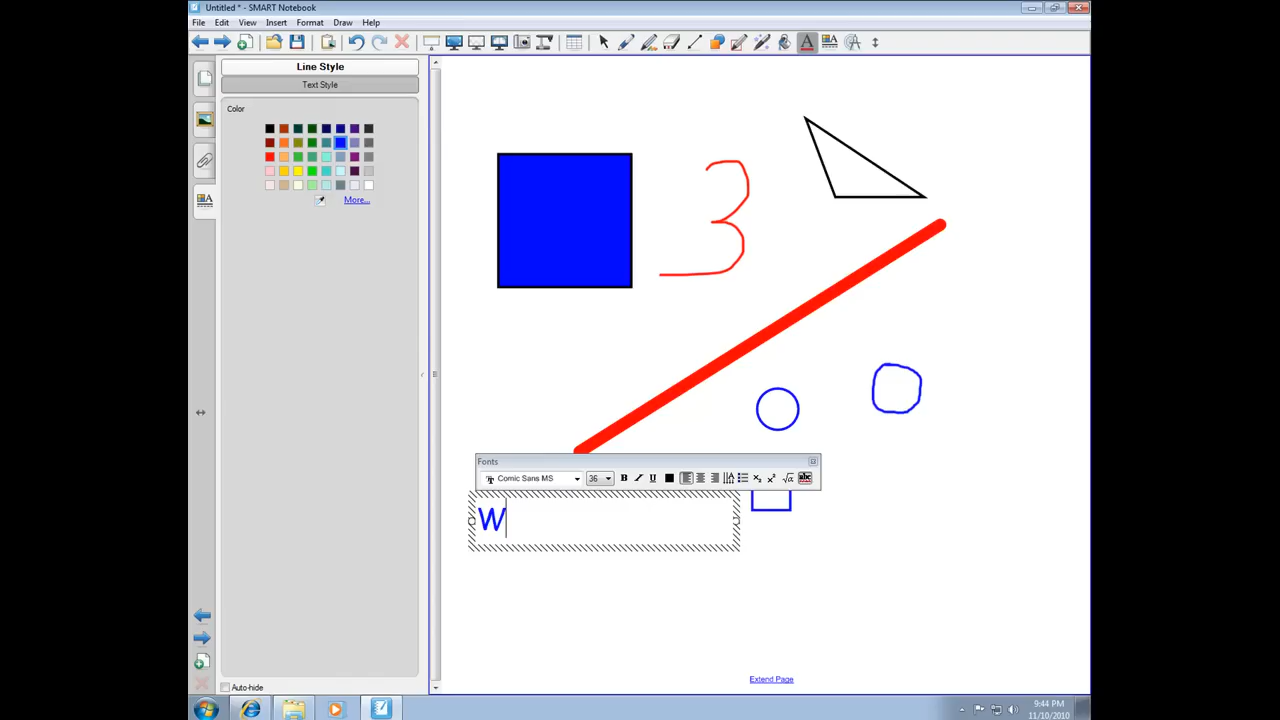 Untitled * - SMART Notebook
File Edit View Insert Format Draw Help
Line Style
Text Style
Color
More...
3
Fonts
Comic Sans MS 36 B I U abc
W
Extend Page
Auto-hide
9:44 PM
11/10/2010